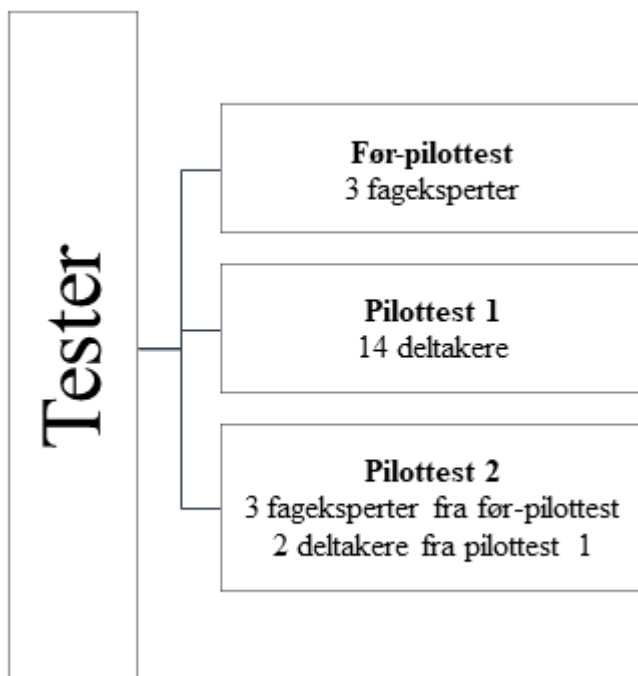 Tester
Før-pilottest
3 fageksperter
Pilottest 1
14 deltakere
Pilottest 2
3 fageksperter fra før-pilottest
2 deltakere fra pilottest 1